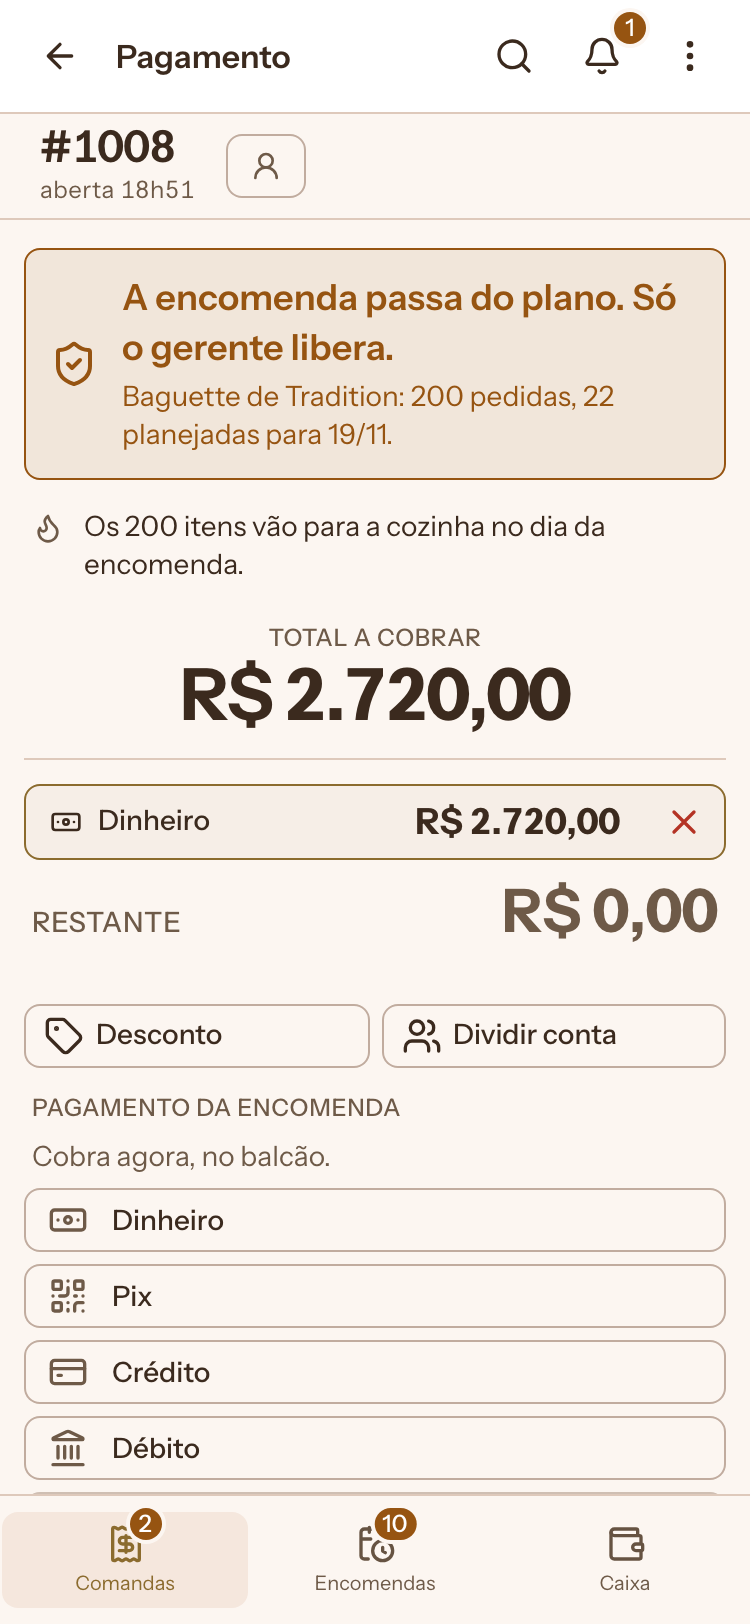 Pagamento
1
#1008
aberta 18h51
A encomenda passa do plano. Só
o gerente libera.
Baguette de Tradition: 200 pedidas, 22
planejadas para 19/11.
Os 200 itens vão para a cozinha no dia da
encomenda.
TOTAL A COBRAR
R$ 2.720,00
Dinheiro R$ 2.720,00
RESTANTE R$ 0,00
Desconto Dividir conta
PAGAMENTO DA ENCOMENDA
Cobra agora, no balcão.
Dinheiro
Pix
Crédito
Débito
2 10
Comandas Encomendas Caixa